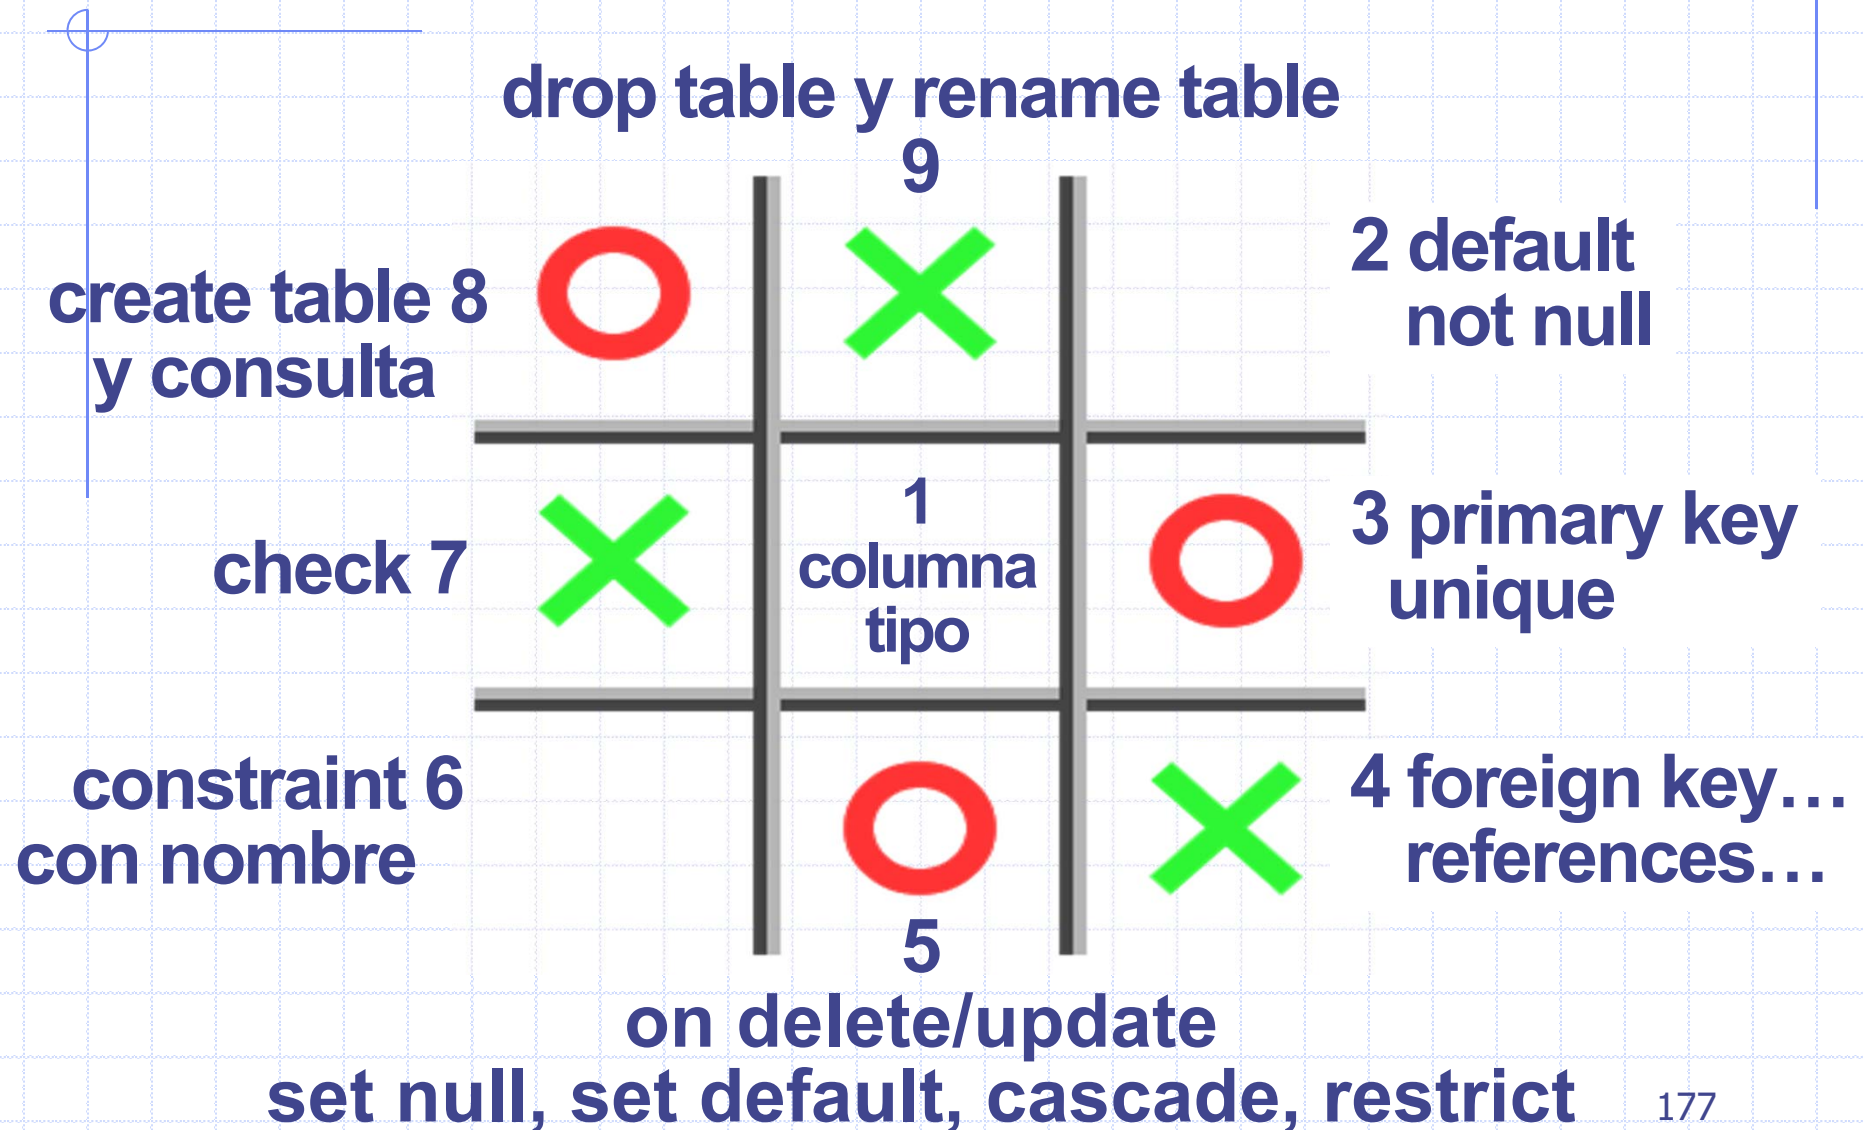 drop table y rename table
9
create table 8
y consulta
2 default
not null
check 7
1
columna
tipo
3 primary key
unique
constraint 6
con nombre
4 foreign key…
references…
5
on delete/update
set null, set default, cascade, restrict
177